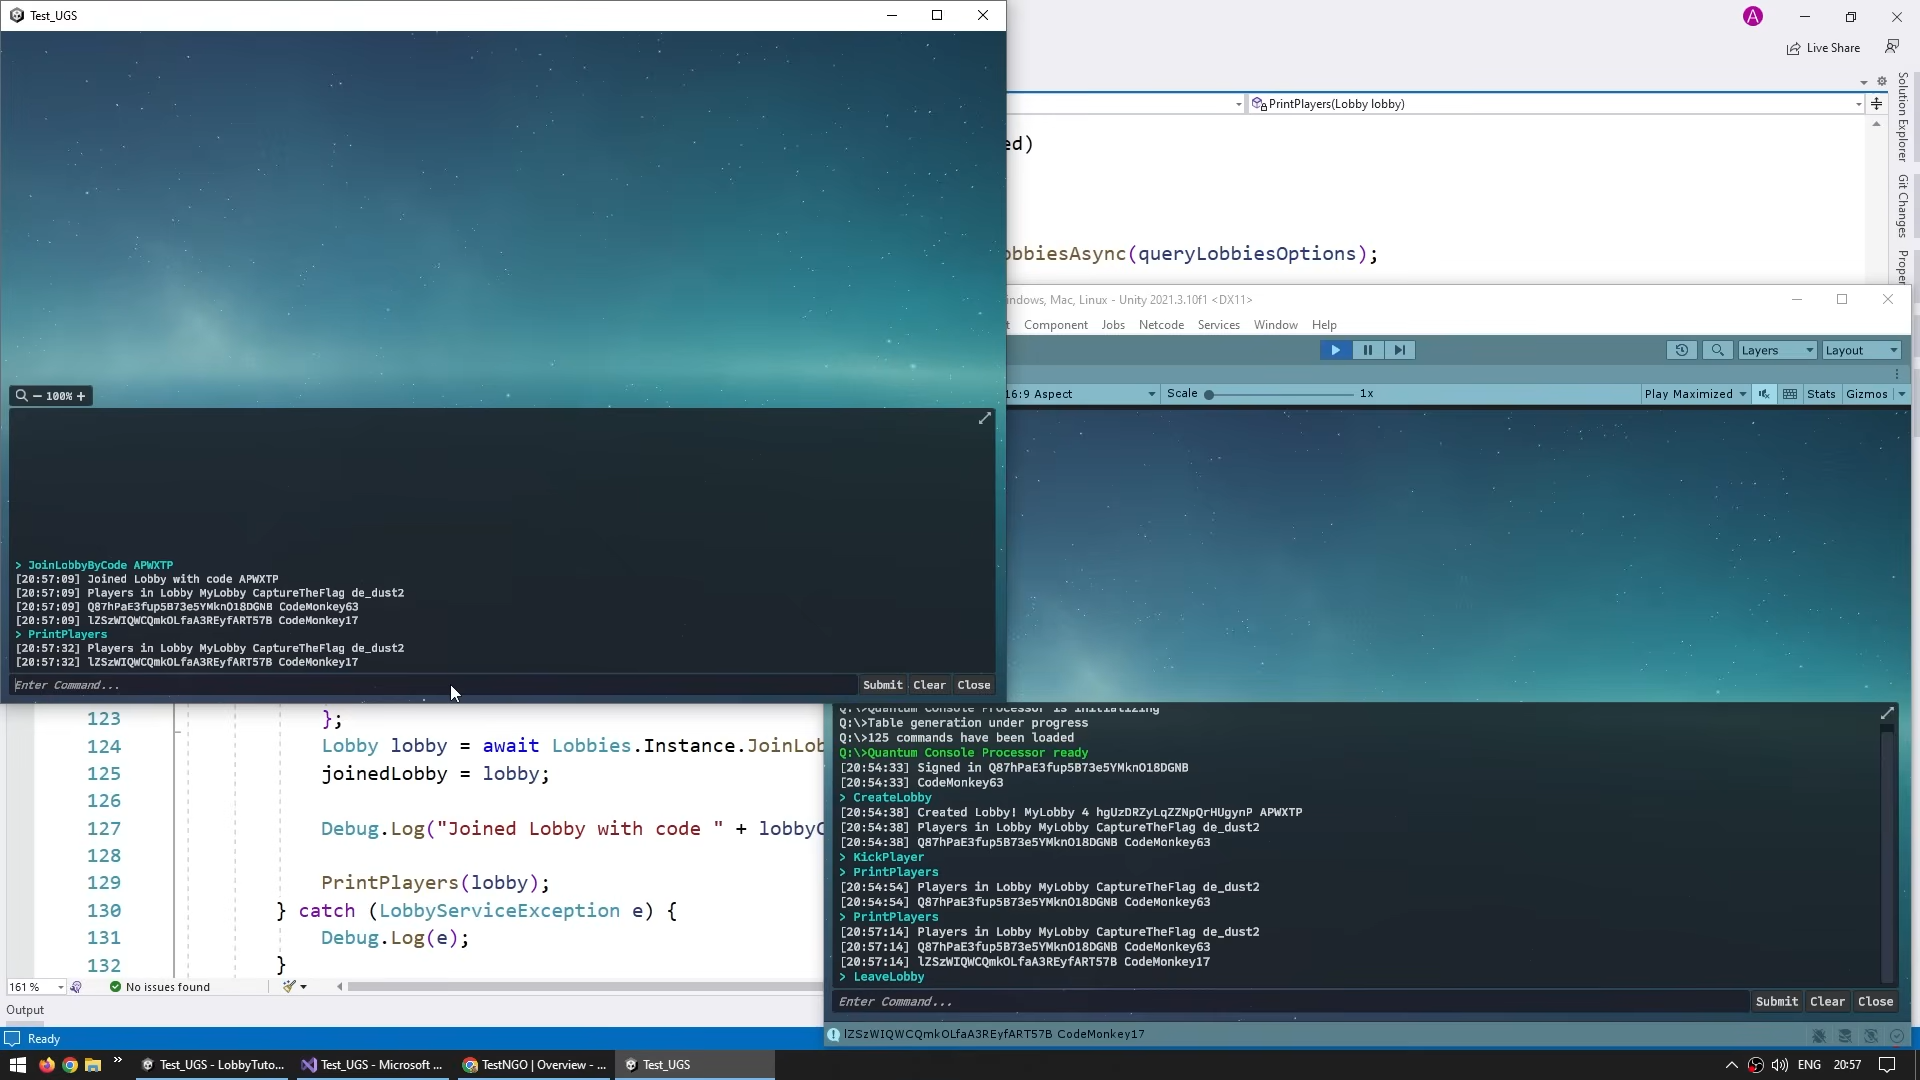 Test_UGS
A
Live Share
PrintPlayers(Lobby lobby)
ed)
Solution Explorer
Git Changes
Proper
obbiesAsync(queryLobbiesOptions);
indows, Mac, Linux - Unity 2021.3.10f1 <DX11>
t Component Jobs Netcode Services Window Help
Layers
Layout
16:9 Aspect
Scale
1x
Play Maximized
Stats
Gizmos
100%
> JoinLobbyByCode APWXTP
[20:57:09] Joined Lobby with code APWXTP
[20:57:09] Players in Lobby MyLobby CaptureTheFlag de_dust2
[20:57:09] Q87hPaE3fup5B73e5YMknO18DGNB CodeMonkey63
[20:57:09] lZSzWIQWCQmkOLfaA3REyfART57B CodeMonkey17
> PrintPlayers
[20:57:32] Players in Lobby MyLobby CaptureTheFlag de_dust2
[20:57:32] lZSzWIQWCQmkOLfaA3REyfART57B CodeMonkey17
Enter Command...
Submit Clear Close
123 };
124 Lobby lobby = await Lobbies.Instance.JoinLob
125 joinedLobby = lobby;
126
127 Debug.Log("Joined Lobby with code " + lobbyC
128
129 PrintPlayers(lobby);
130 } catch (LobbyServiceException e) {
131 Debug.Log(e);
132 }
161 %
No issues found
Output
Ready
Q:\>Quantum Console Processor is initializing
Q:\>Table generation under progress
Q:\>125 commands have been loaded
Q:\>Quantum Console Processor ready
[20:54:33] Signed in Q87hPaE3fup5B73e5YMknO18DGNB
[20:54:33] CodeMonkey63
> CreateLobby
[20:54:38] Created Lobby! MyLobby 4 hgUzDRZyLqZZNpQrHUgynP APWXTP
[20:54:38] Players in Lobby MyLobby CaptureTheFlag de_dust2
[20:54:38] Q87hPaE3fup5B73e5YMknO18DGNB CodeMonkey63
> KickPlayer
> PrintPlayers
[20:54:54] Players in Lobby MyLobby CaptureTheFlag de_dust2
[20:54:54] Q87hPaE3fup5B73e5YMknO18DGNB CodeMonkey63
> PrintPlayers
[20:57:14] Players in Lobby MyLobby CaptureTheFlag de_dust2
[20:57:14] Q87hPaE3fup5B73e5YMknO18DGNB CodeMonkey63
[20:57:14] lZSzWIQWCQmkOLfaA3REyfART57B CodeMonkey17
> LeaveLobby
Enter Command...
Submit Clear Close
lZSzWIQWCQmkOLfaA3REyfART57B CodeMonkey17
Test_UGS - LobbyTuto...
Test_UGS - Microsoft ...
TestNGO | Overview - ...
Test_UGS
ENG
20:57